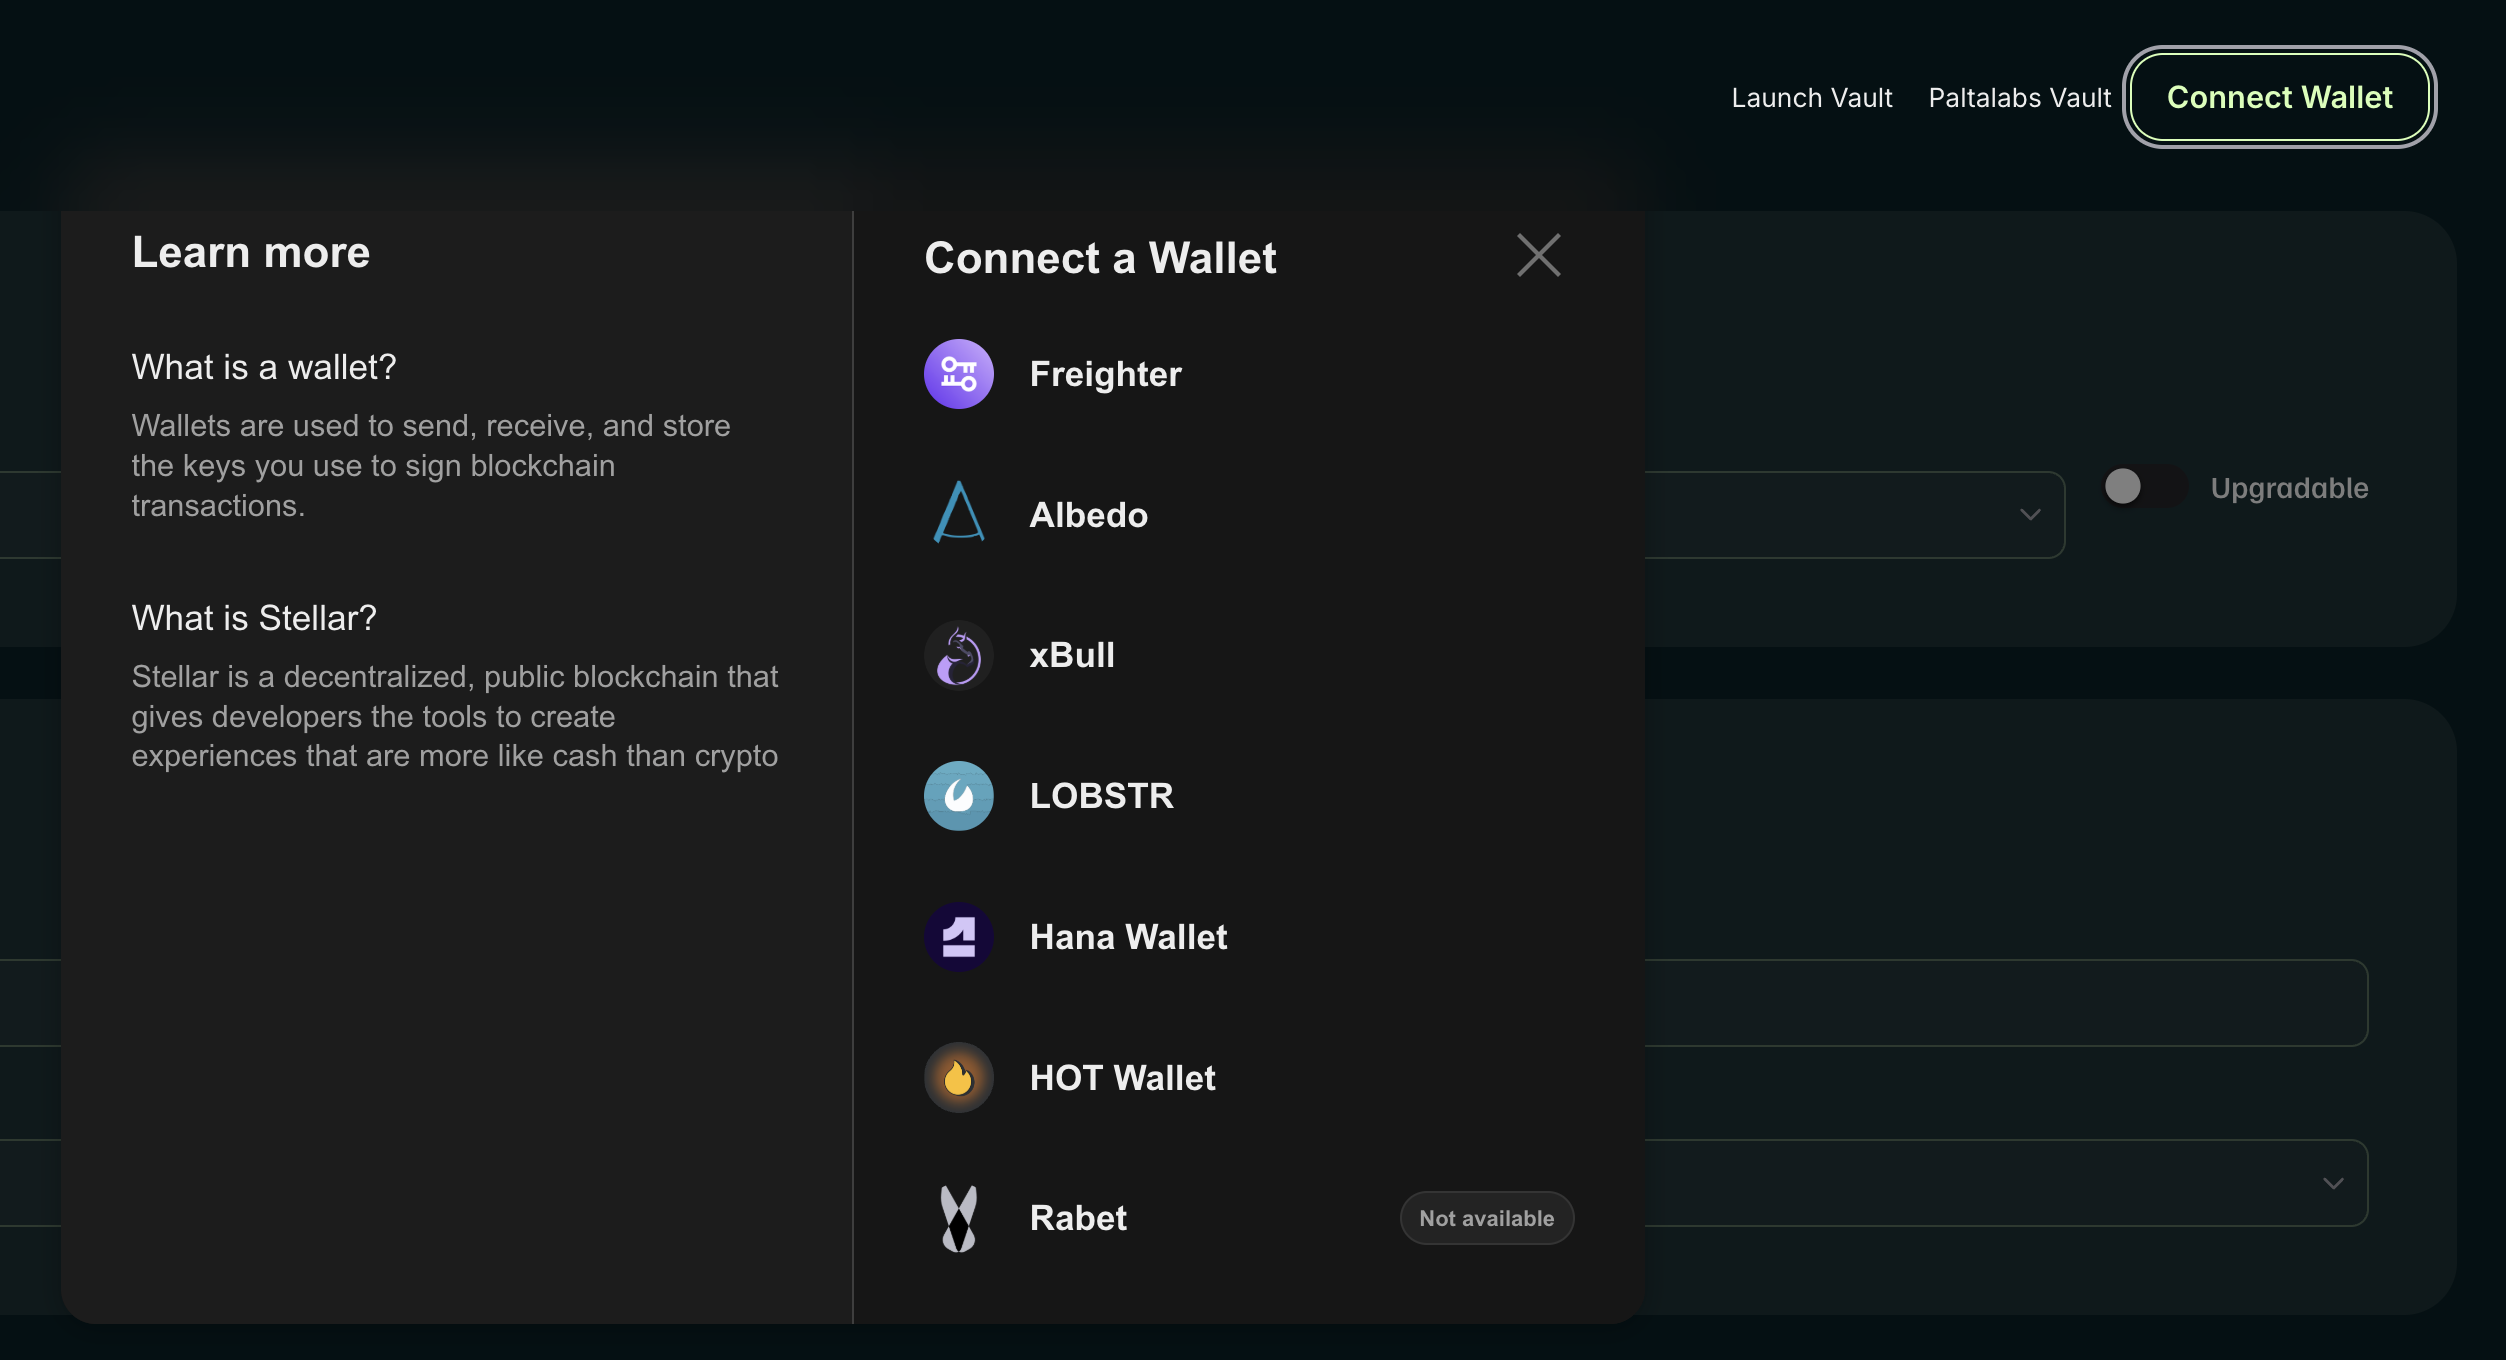 Launch Vault
Paltalabs Vault
Connect Wallet
Learn more
What is a wallet?
Wallets are used to send, receive, and store
the keys you use to sign blockchain
transactions.
What is Stellar?
Stellar is a decentralized, public blockchain that
gives developers the tools to create
experiences that are more like cash than crypto
Connect a Wallet
Freighter
Albedo
xBull
LOBSTR
Hana Wallet
HOT Wallet
Rabet
Not available
Upgradable